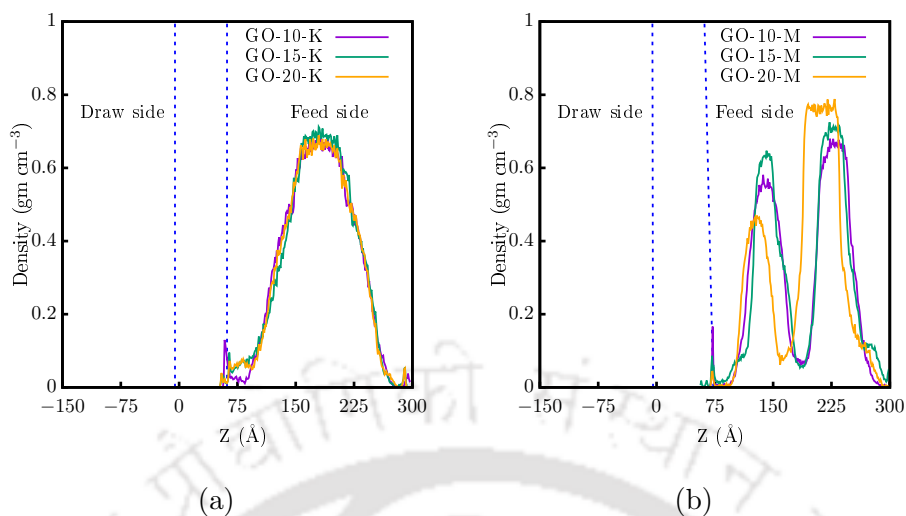 GO-10-K
GO-15-K
GO-20-K
Draw side
Feed side
Density (gm cm⁻³)
1
0.8
0.6
0.4
0.2
0
−150 −75 0 75 150 225 300
Z (Å)
(a)
GO-10-M
GO-15-M
GO-20-M
Draw side
Feed side
Density (gm cm⁻³)
1
0.8
0.6
0.4
0.2
0
−150 −75 0 75 150 225 300
Z (Å)
(b)